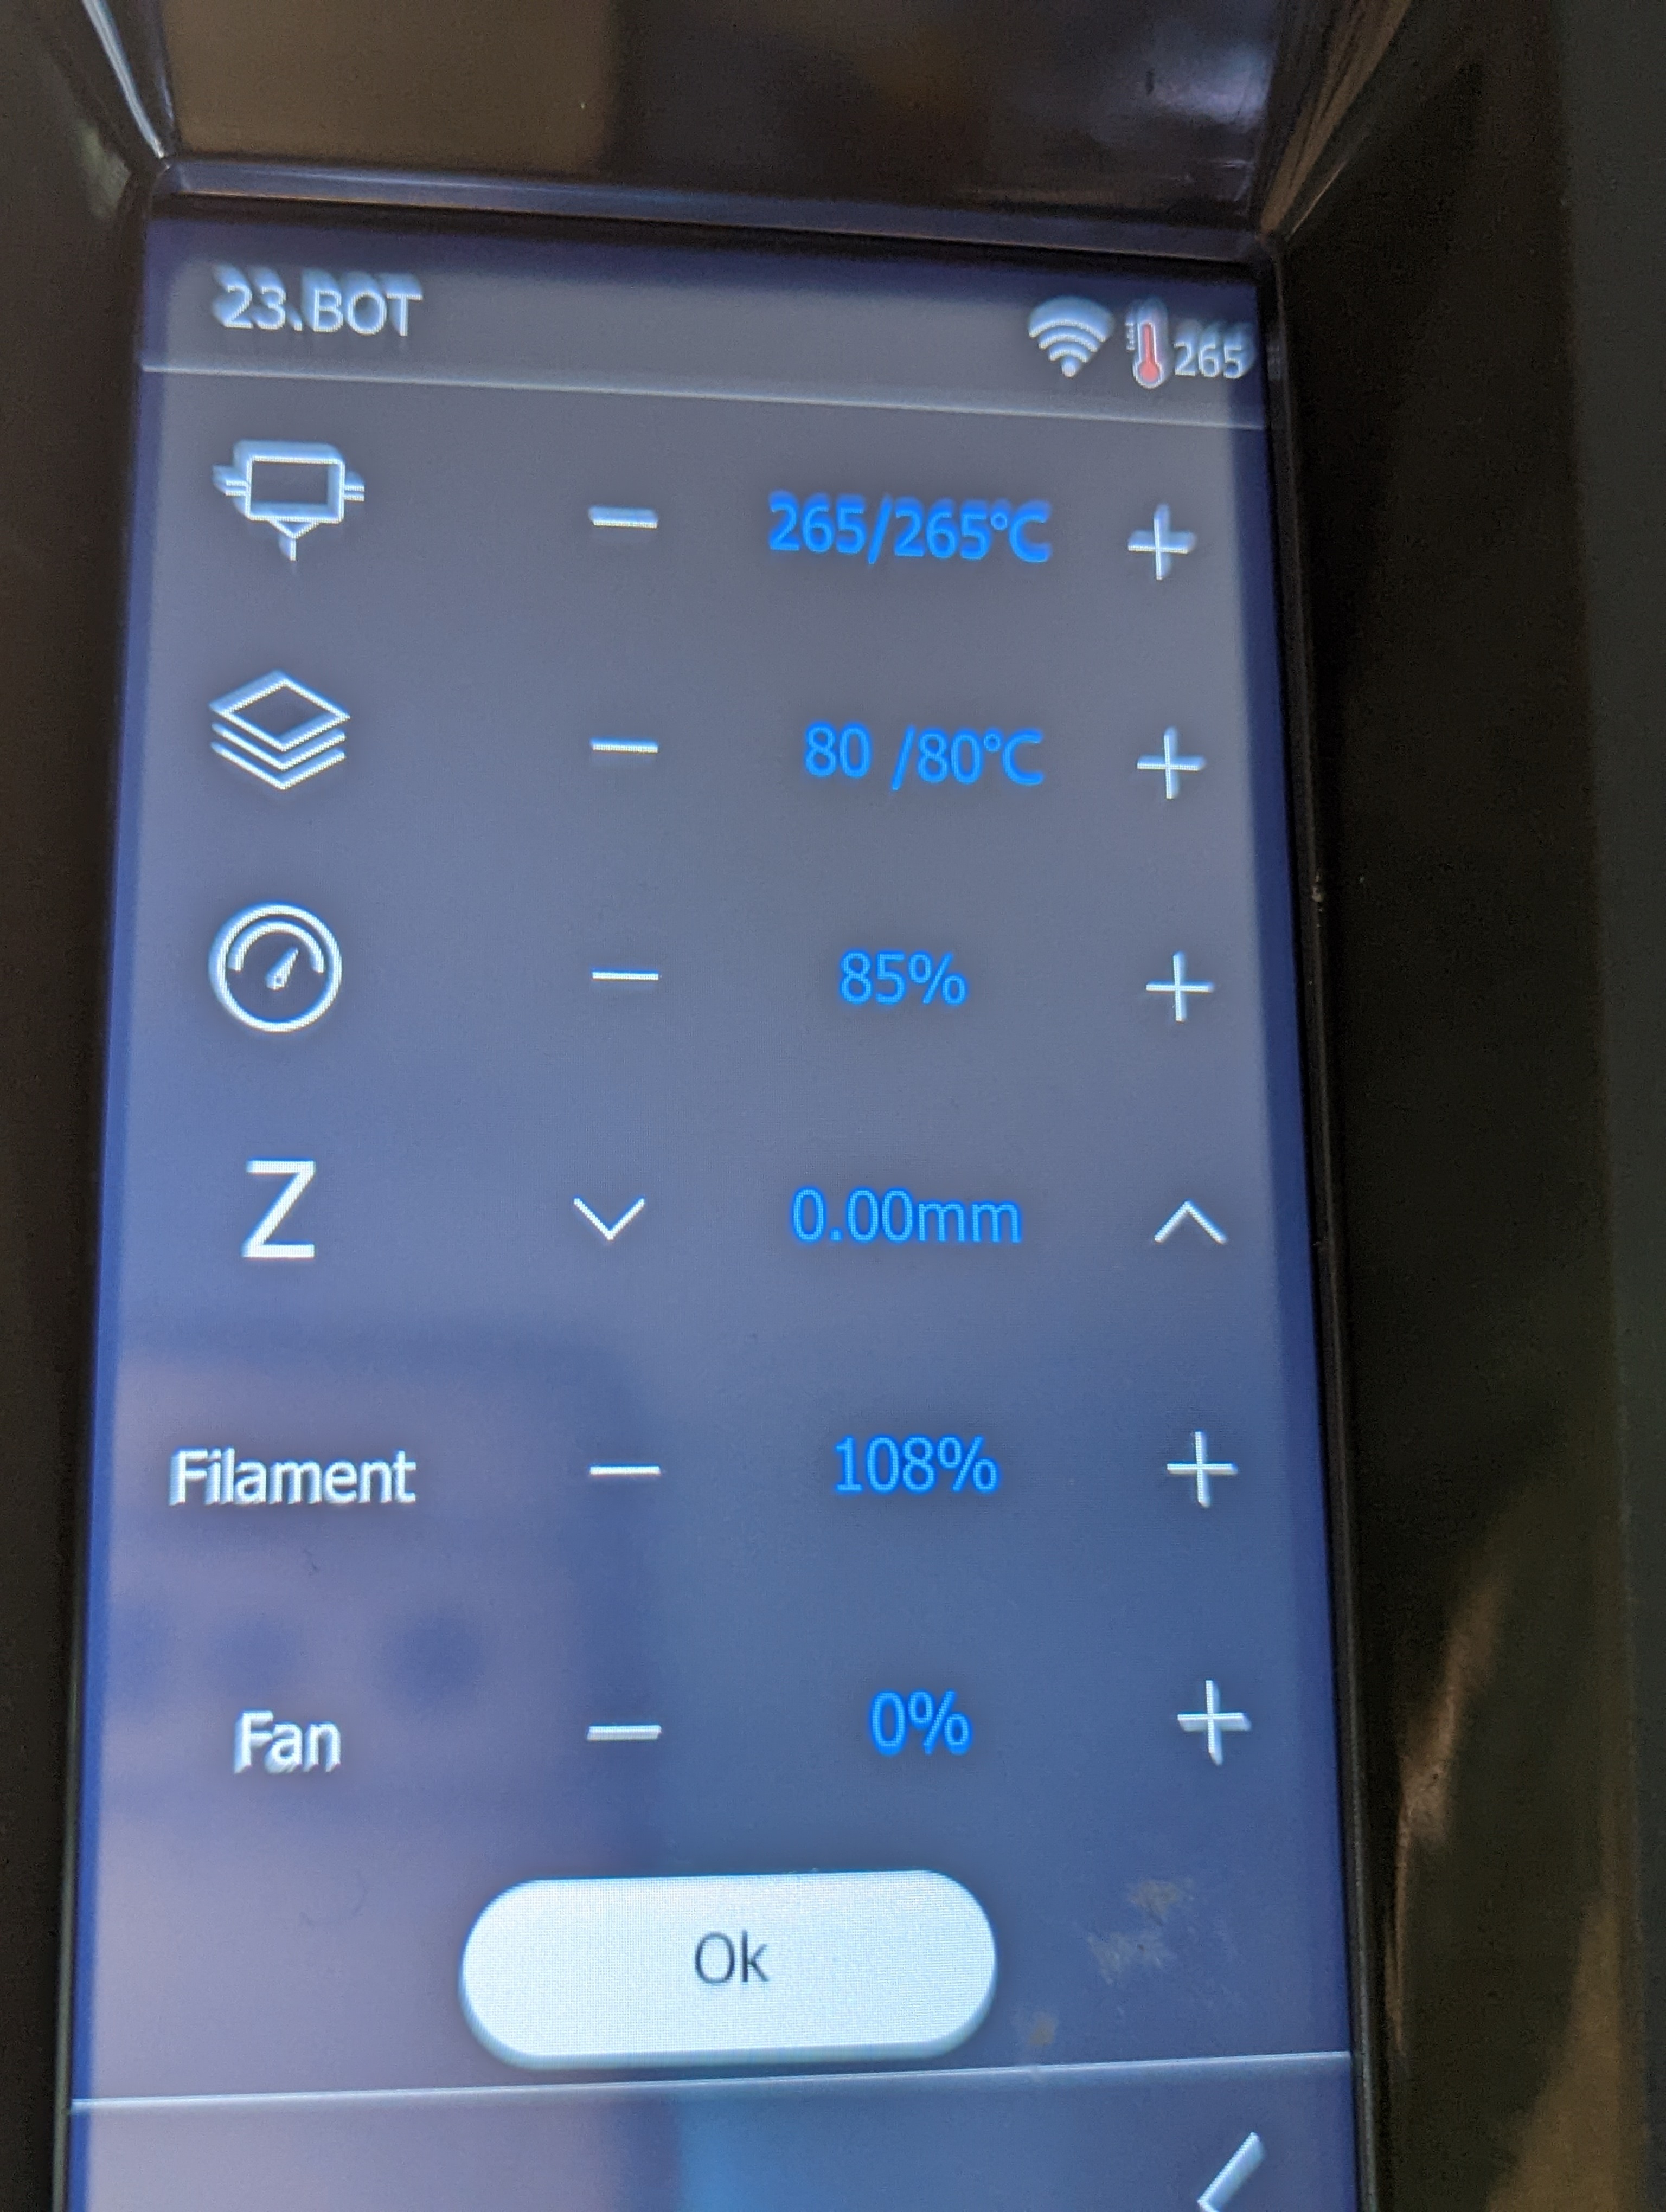 23.BOT 265
− 265/265℃ +
− 80 /80℃ +
− 85% +
Z 0.00mm
Filament − 108% +
Fan − 0% +
Ok